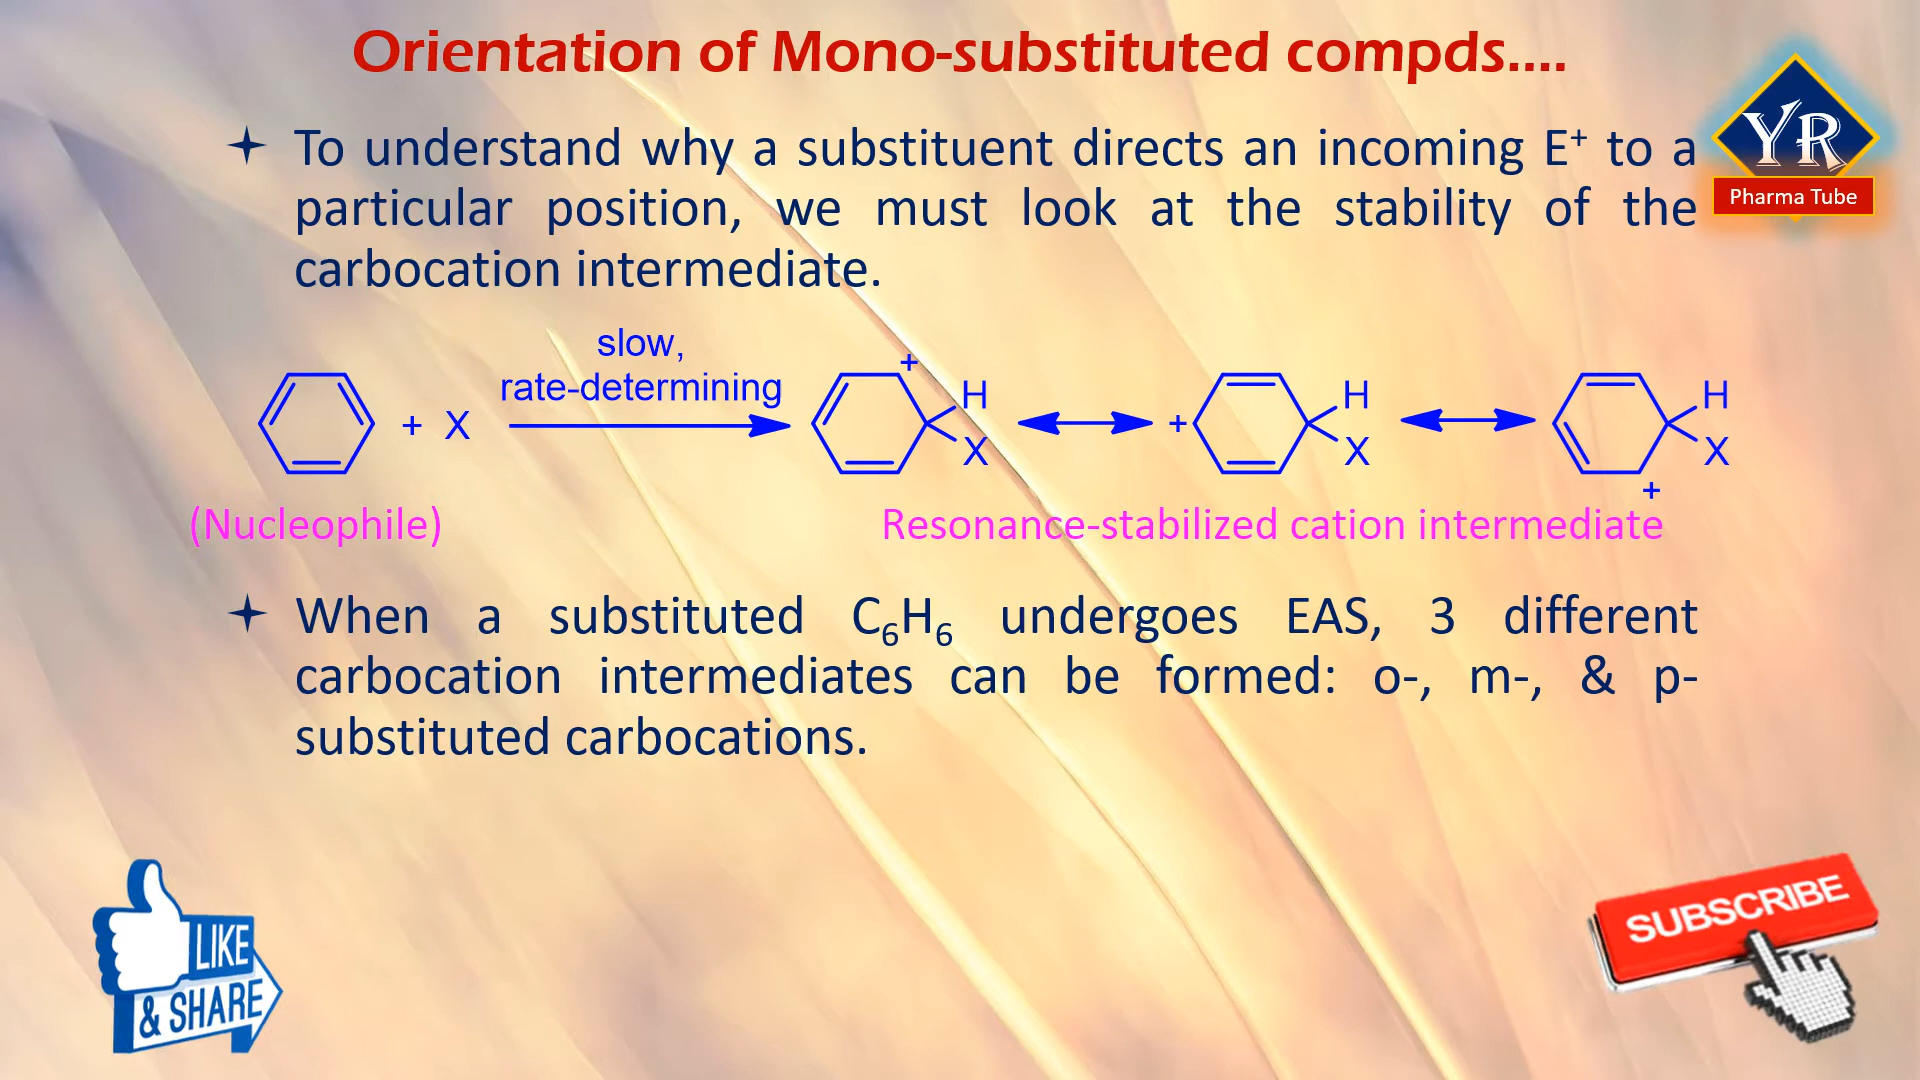 Orientation of Mono-substituted compds....
YR
Pharma Tube
To understand why a substituent directs an incoming E⁺ to a
particular position, we must look at the stability of the
carbocation intermediate.
slow,
rate-determining
+ X
+ H X
+ H X
H X +
(Nucleophile)
Resonance-stabilized cation intermediate
When a substituted C₆H₆ undergoes EAS, 3 different
carbocation intermediates can be formed: o-, m-, & p-
substituted carbocations.
LIKE
& SHARE
SUBSCRIBE